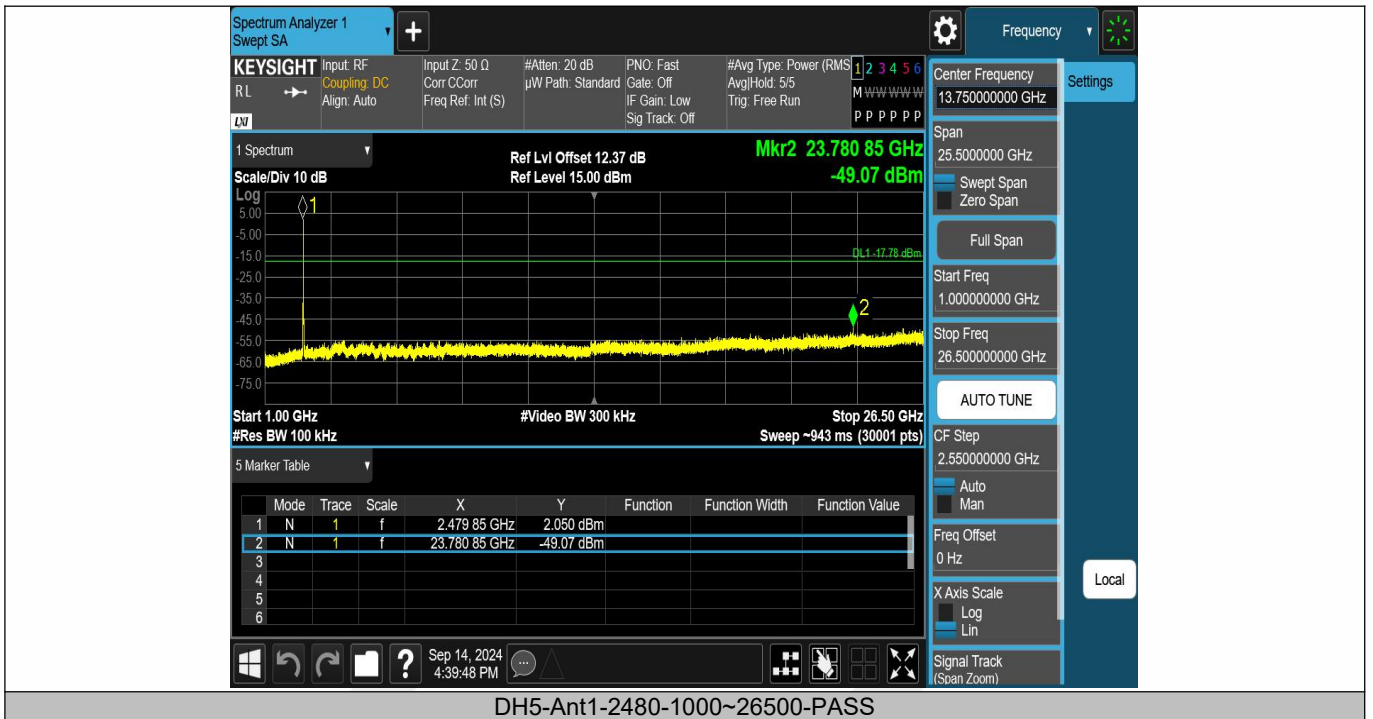 Spectrum Analyzer 1
Swept SA
+
Frequency
KEYSIGHT
RL
LXI
Input: RF
Coupling: DC
Align: Auto
Input Z: 50 Ω
Corr CCorr
Freq Ref: Int (S)
#Atten: 20 dB
µW Path: Standard
PNO: Fast
Gate: Off
IF Gain: Low
Sig Track: Off
#Avg Type: Power (RMS
Avg|Hold: 5/5
Trig: Free Run
1 2 3 4 5 6
M W W W W W
P P P P P P
1 Spectrum
Scale/Div 10 dB
Ref Lvl Offset 12.37 dB
Ref Level 15.00 dBm
Mkr2 23.780 85 GHz
-49.07 dBm
Log
5.00
-5.00
-15.0
-25.0
-35.0
-45.0
-55.0
-65.0
-75.0
1
DL1 -17.78 dBm
2
Start 1.00 GHz
#Res BW 100 kHz
#Video BW 300 kHz
Stop 26.50 GHz
Sweep ~943 ms (30001 pts)
5 Marker Table
Mode Trace Scale X Y Function Function Width Function Value
1 N 1 f 2.479 85 GHz 2.050 dBm
2 N 1 f 23.780 85 GHz -49.07 dBm
3
4
5
6
?
Sep 14, 2024
4:39:48 PM
Center Frequency
13.750000000 GHz
Settings
Span
25.5000000 GHz
Swept Span
Zero Span
Full Span
Start Freq
1.000000000 GHz
Stop Freq
26.500000000 GHz
AUTO TUNE
CF Step
2.550000000 GHz
Auto
Man
Freq Offset
0 Hz
Local
X Axis Scale
Log
Lin
Signal Track
(Span Zoom)
DH5-Ant1-2480-1000~26500-PASS